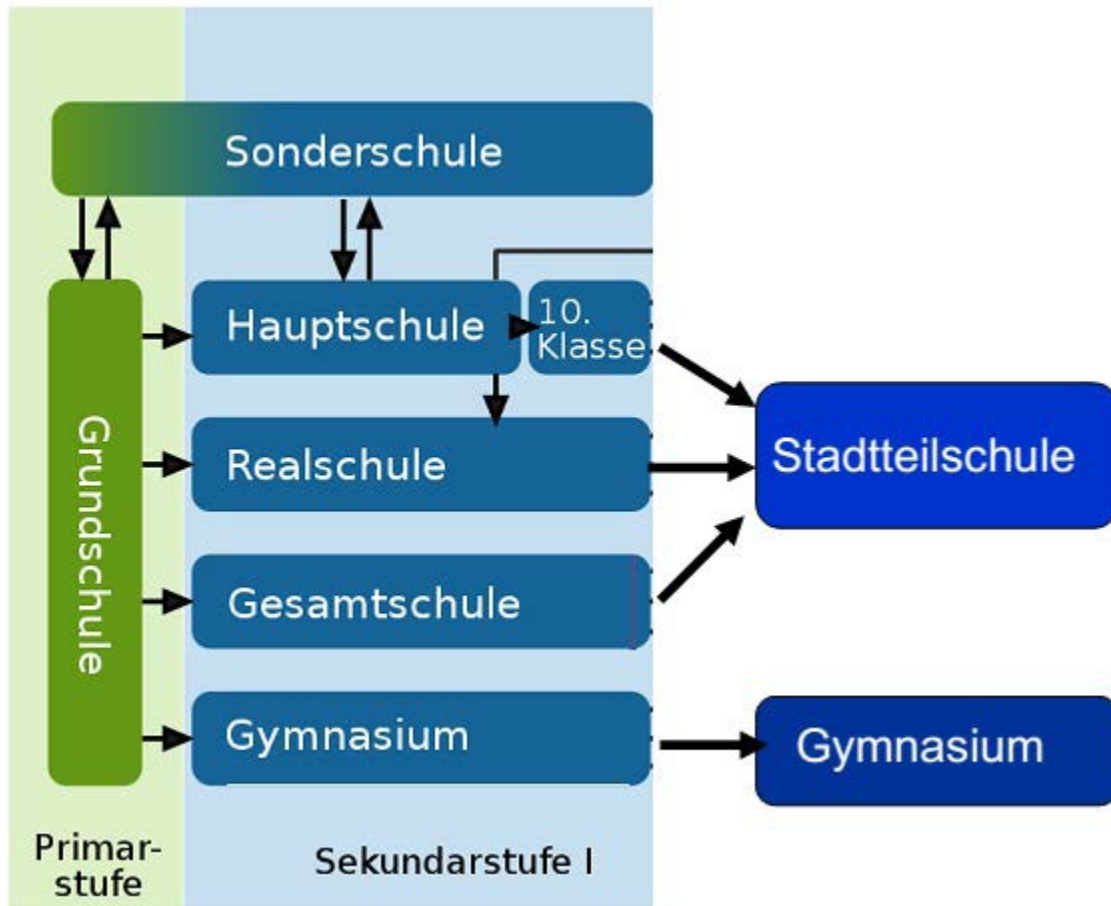 Sonderschule
Hauptschule
10.
Klasse
Grundschule
Realschule
Stadtteilschule
Gesamtschule
Gymnasium
Gymnasium
Primar-
stufe
Sekundarstufe I